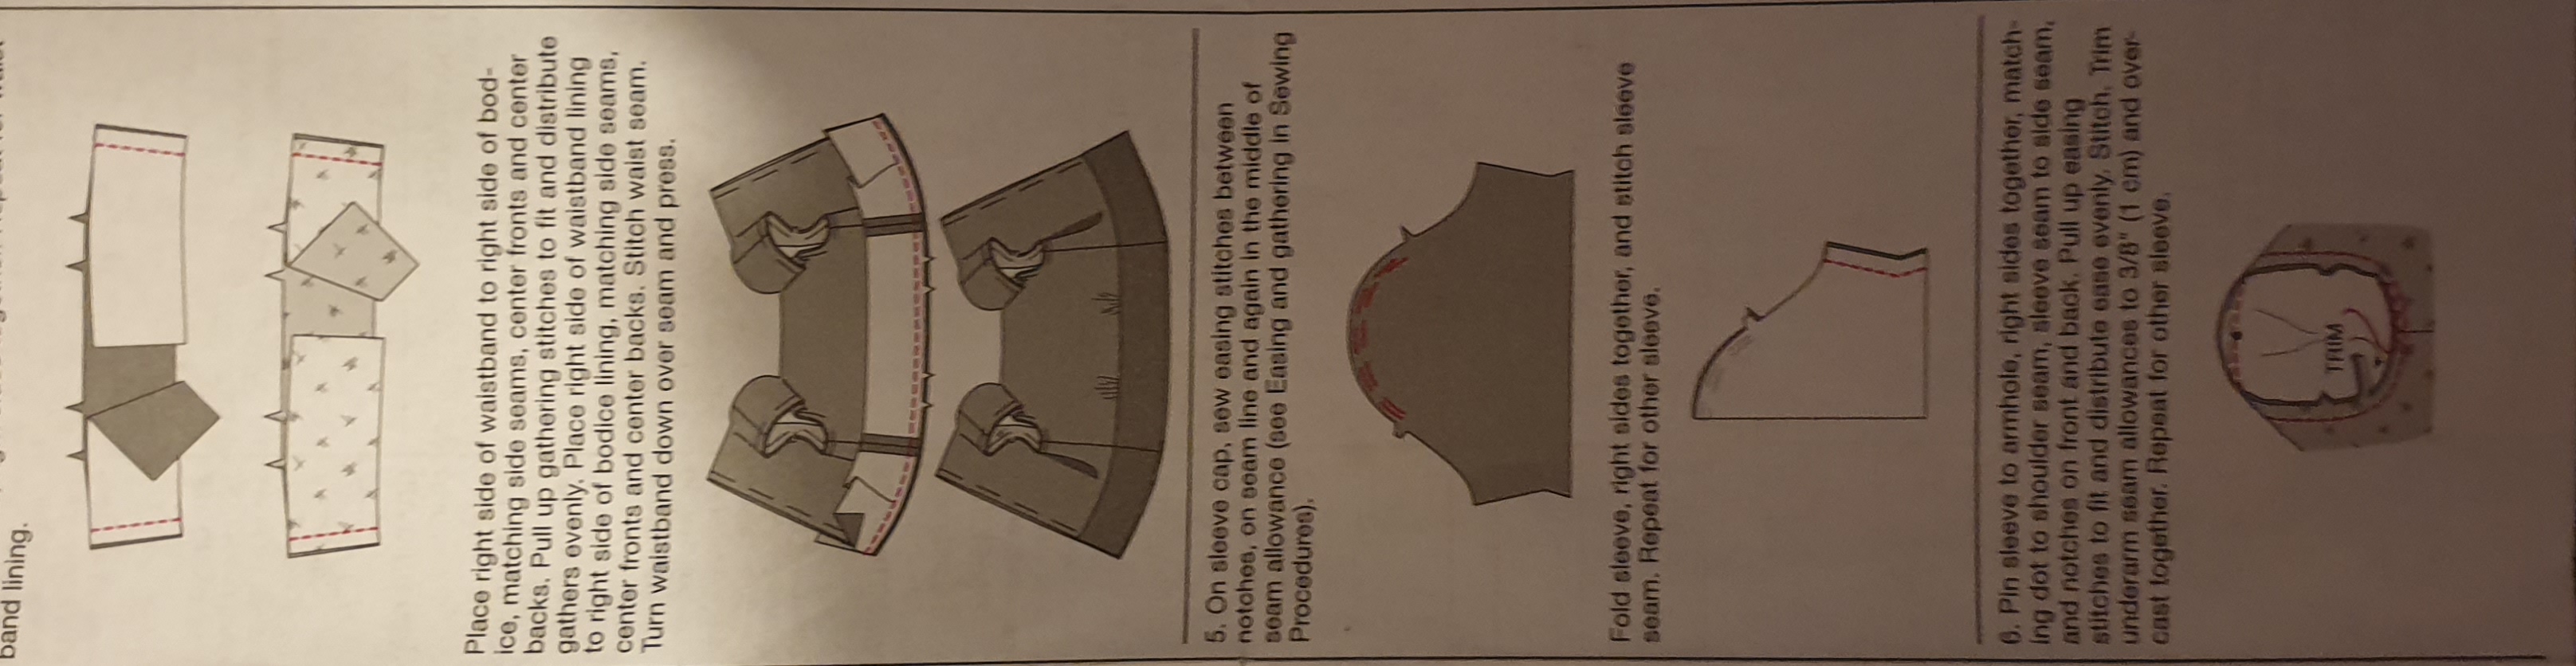 band lining.
Place right side of waistband to right side of bod-
ice, matching side seams, center fronts and center
backs. Pull up gathering stitches to fit and distribute
gathers evenly. Place right side of waistband lining
to right side of bodice lining, matching side seams,
center fronts and center backs. Stitch waist seam.
Turn waistband down over seam and press.
5. On sleeve cap, sew easing stitches between
notches, on seam line and again in the middle of
seam allowance (see Easing and gathering in Sewing
Procedures).
Fold sleeve, right sides together, and stitch sleeve
seam. Repeat for other sleeve.
6. Pin sleeve to armhole, right sides together, match-
ing dot to shoulder seam, sleeve seam to side seam,
and notches on front and back. Pull up easing
stitches to fit and distribute ease evenly. Stitch. Trim
underarm seam allowances to 3/8" (1 cm) and over-
cast together. Repeat for other sleeve.
TRIM